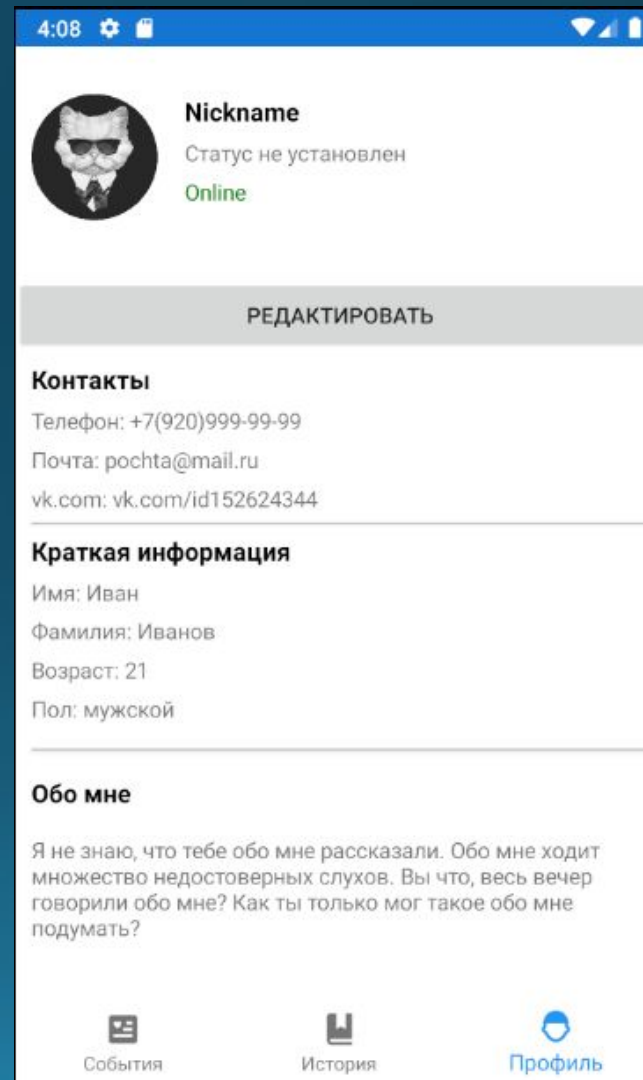 4:08
Nickname
Статус не установлен
Online
РЕДАКТИРОВАТЬ
Контакты
Телефон: +7(920)999-99-99
Почта: pochta@mail.ru
vk.com: vk.com/id152624344
Краткая информация
Имя: Иван
Фамилия: Иванов
Возраст: 21
Пол: мужской
Обо мне
Я не знаю, что тебе обо мне рассказали. Обо мне ходит
множество недостоверных слухов. Вы что, весь вечер
говорили обо мне? Как ты только мог такое обо мне
подумать?
События
История
Профиль